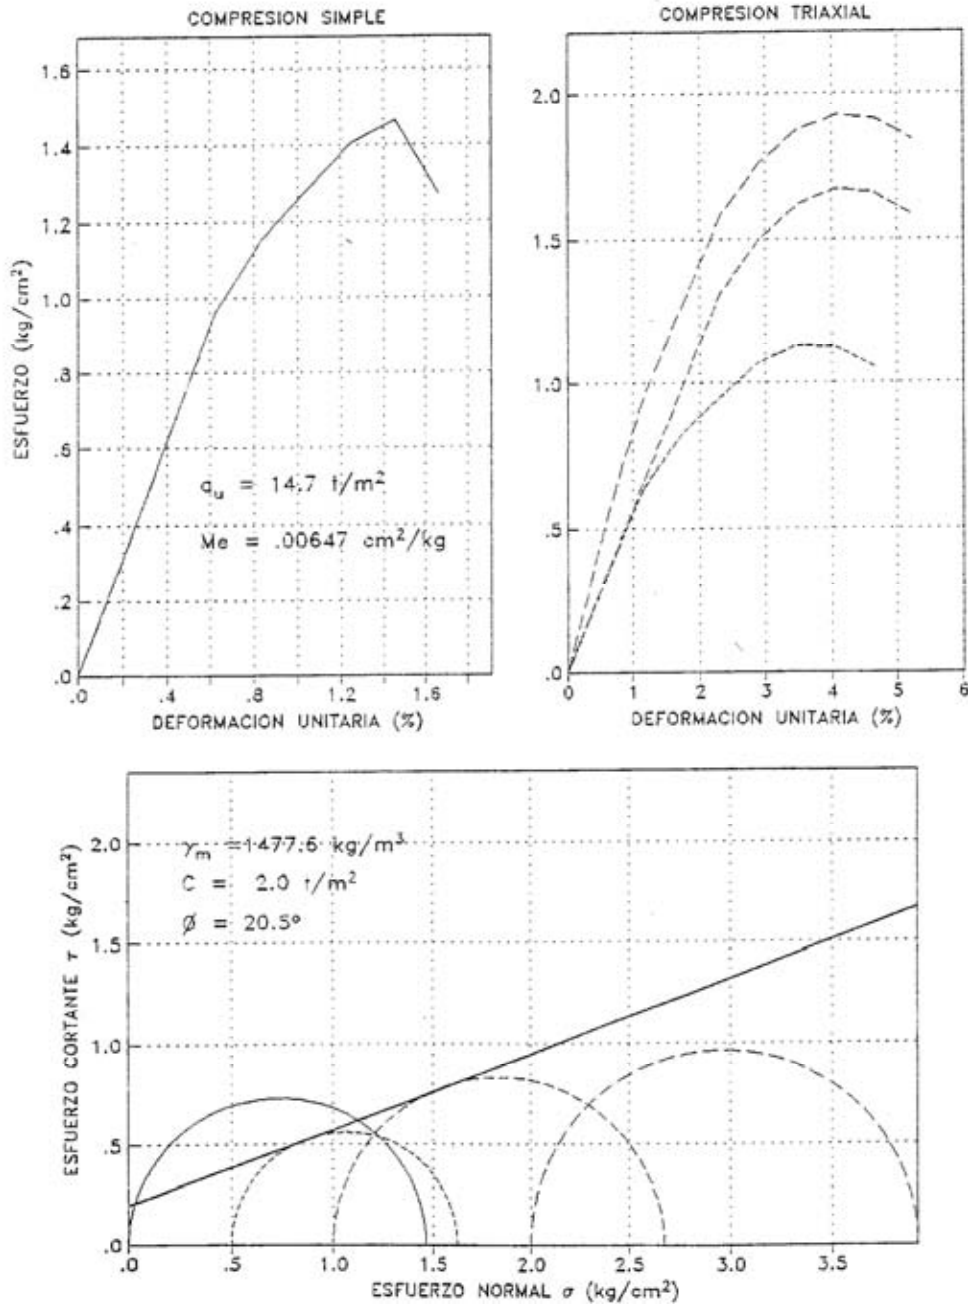 COMPRESION SIMPLE
ESFUERZO (kg/cm²)
1.6
1.4
1.2
1.0
.8
.6
.4
.2
.0
qu = 14.7 t/m²
Me = .00647 cm²/kg
.0 .4 .8 1.2 1.6
DEFORMACION UNITARIA (%)
COMPRESION TRIAXIAL
2.0
1.5
1.0
.5
.0
0 1 2 3 4 5 6
DEFORMACION UNITARIA (%)
ESFUERZO CORTANTE τ (kg/cm²)
2.0
1.5
1.0
.5
.0
γm =1477.6 kg/m³
C = 2.0 t/m²
Ø = 20.5º
.0 .5 1.0 1.5 2.0 2.5 3.0 3.5
ESFUERZO NORMAL σ (kg/cm²)